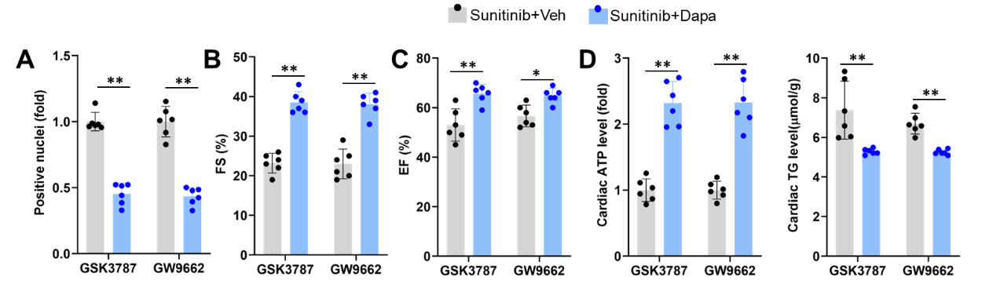 Sunitinib+Veh
Sunitinib+Dapa
A
Positive nuclei (fold)
1.5
1.0
0.5
0.0
**
**
GSK3787
GW9662
B
FS (%)
50
40
30
20
10
0
**
**
GSK3787
GW9662
C
EF (%)
80
60
40
20
0
**
*
GSK3787
GW9662
D
Cardiac ATP level (fold)
3
2
1
0
**
**
GSK3787
GW9662
Cardiac TG level(μmol/g)
10
8
6
4
2
0
**
**
GSK3787
GW9662